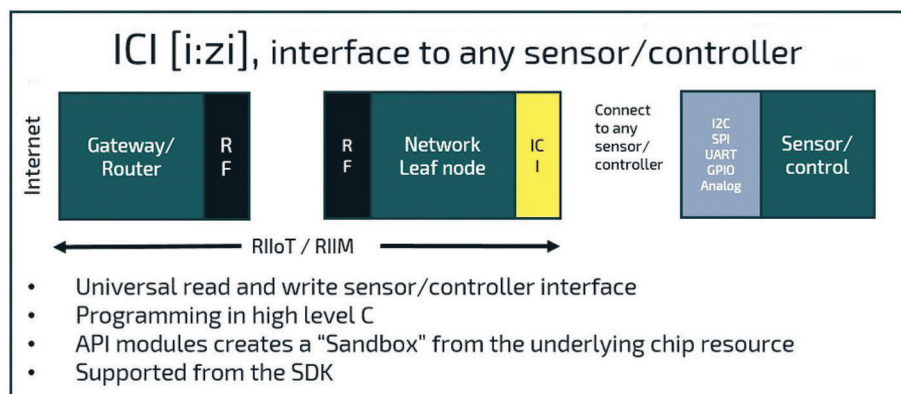 ICI [i:zi], interface to any sensor/controller
Internet
Gateway/
Router
R
F
R
F
Network
Leaf node
IC
I
Connect
to any
sensor/
controller
I2C
SPI
UART
GPIO
Analog
Sensor/
control
RIIoT / RIIM
• Universal read and write sensor/controller interface
• Programming in high level C
• API modules creates a “Sandbox” from the underlying chip resource
• Supported from the SDK